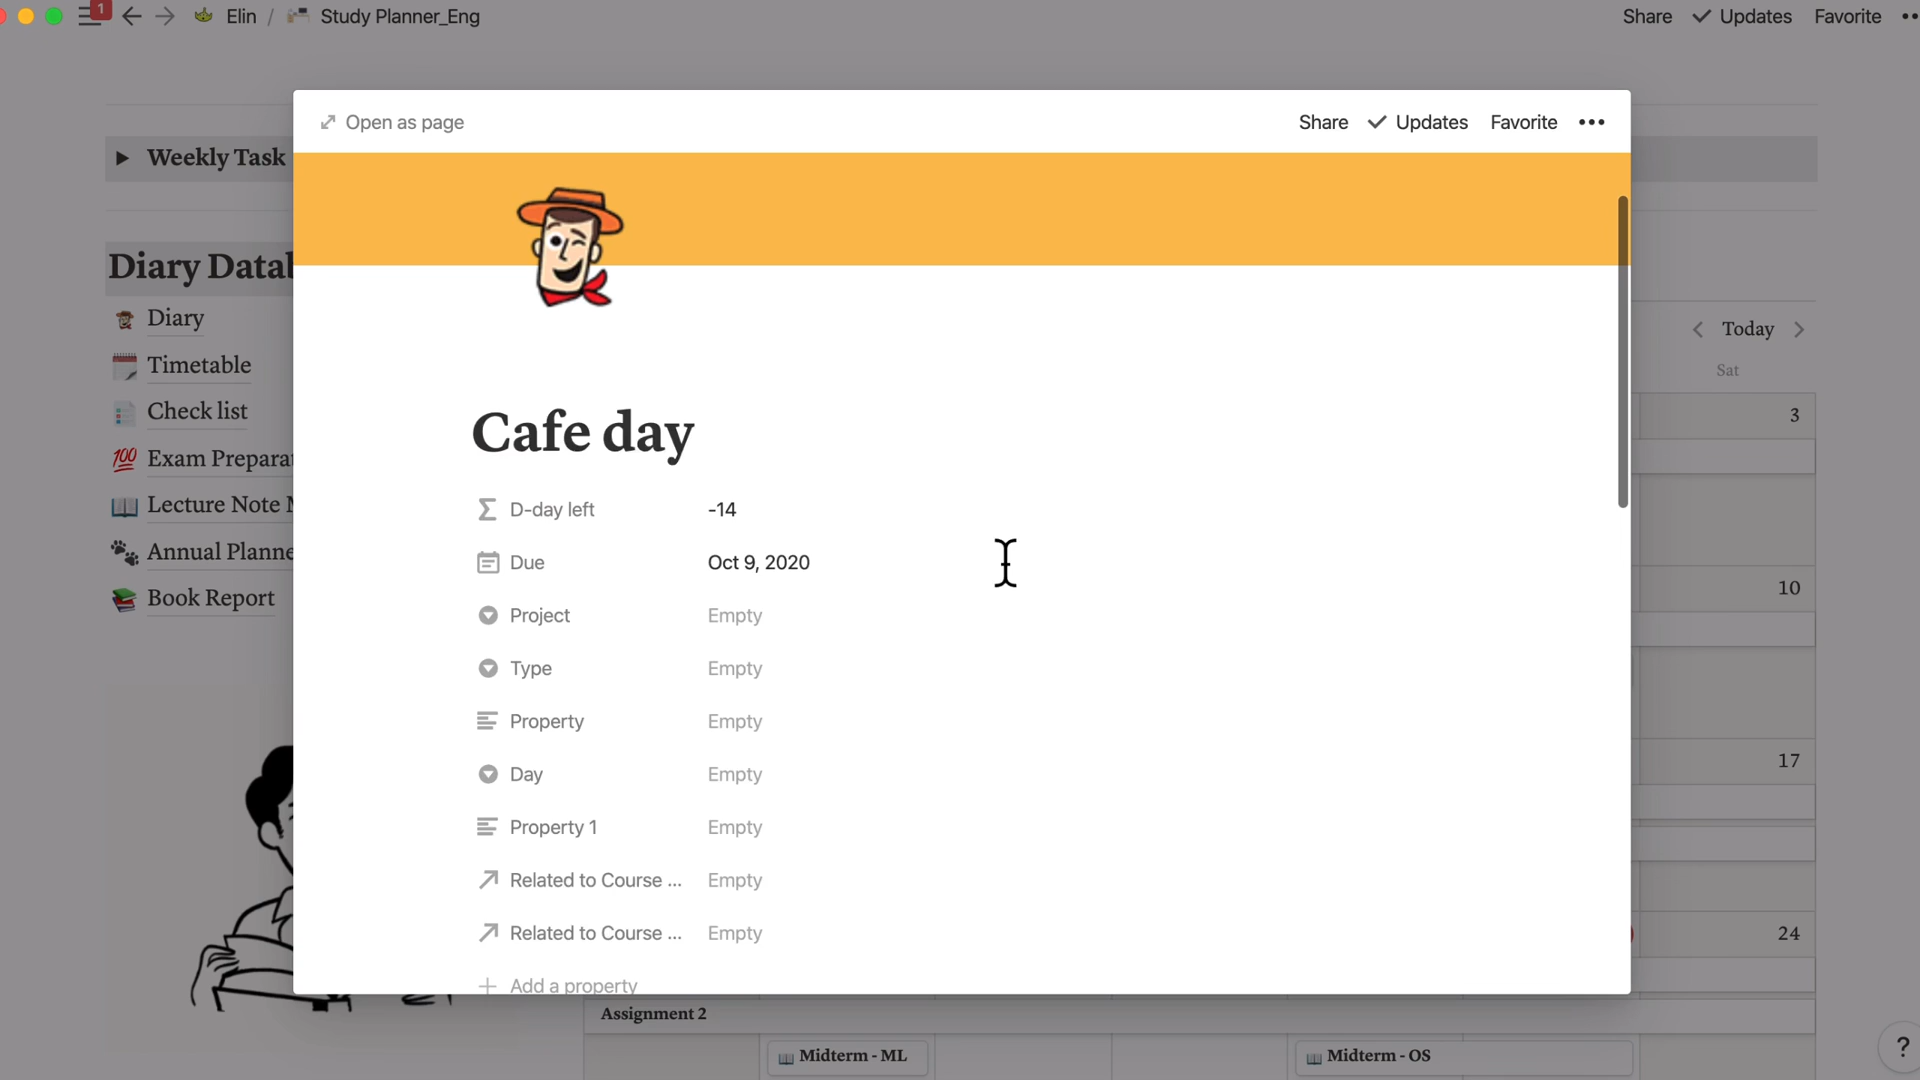 1
Elin / Study Planner_Eng
Share Updates Favorite
Open as page
Share Updates Favorite
Weekly Task
Diary Datab
Diary
Timetable
Check list
Exam Prepara
Lecture Note
Annual Planne
Book Report
Cafe day
D-day left -14
Due Oct 9, 2020
Project Empty
Type Empty
Property Empty
Day Empty
Property 1 Empty
Related to Course ... Empty
Related to Course ... Empty
Add a property
Today
Sat
3
10
17
24
Assignment 2
Midterm - ML
Midterm - OS
?